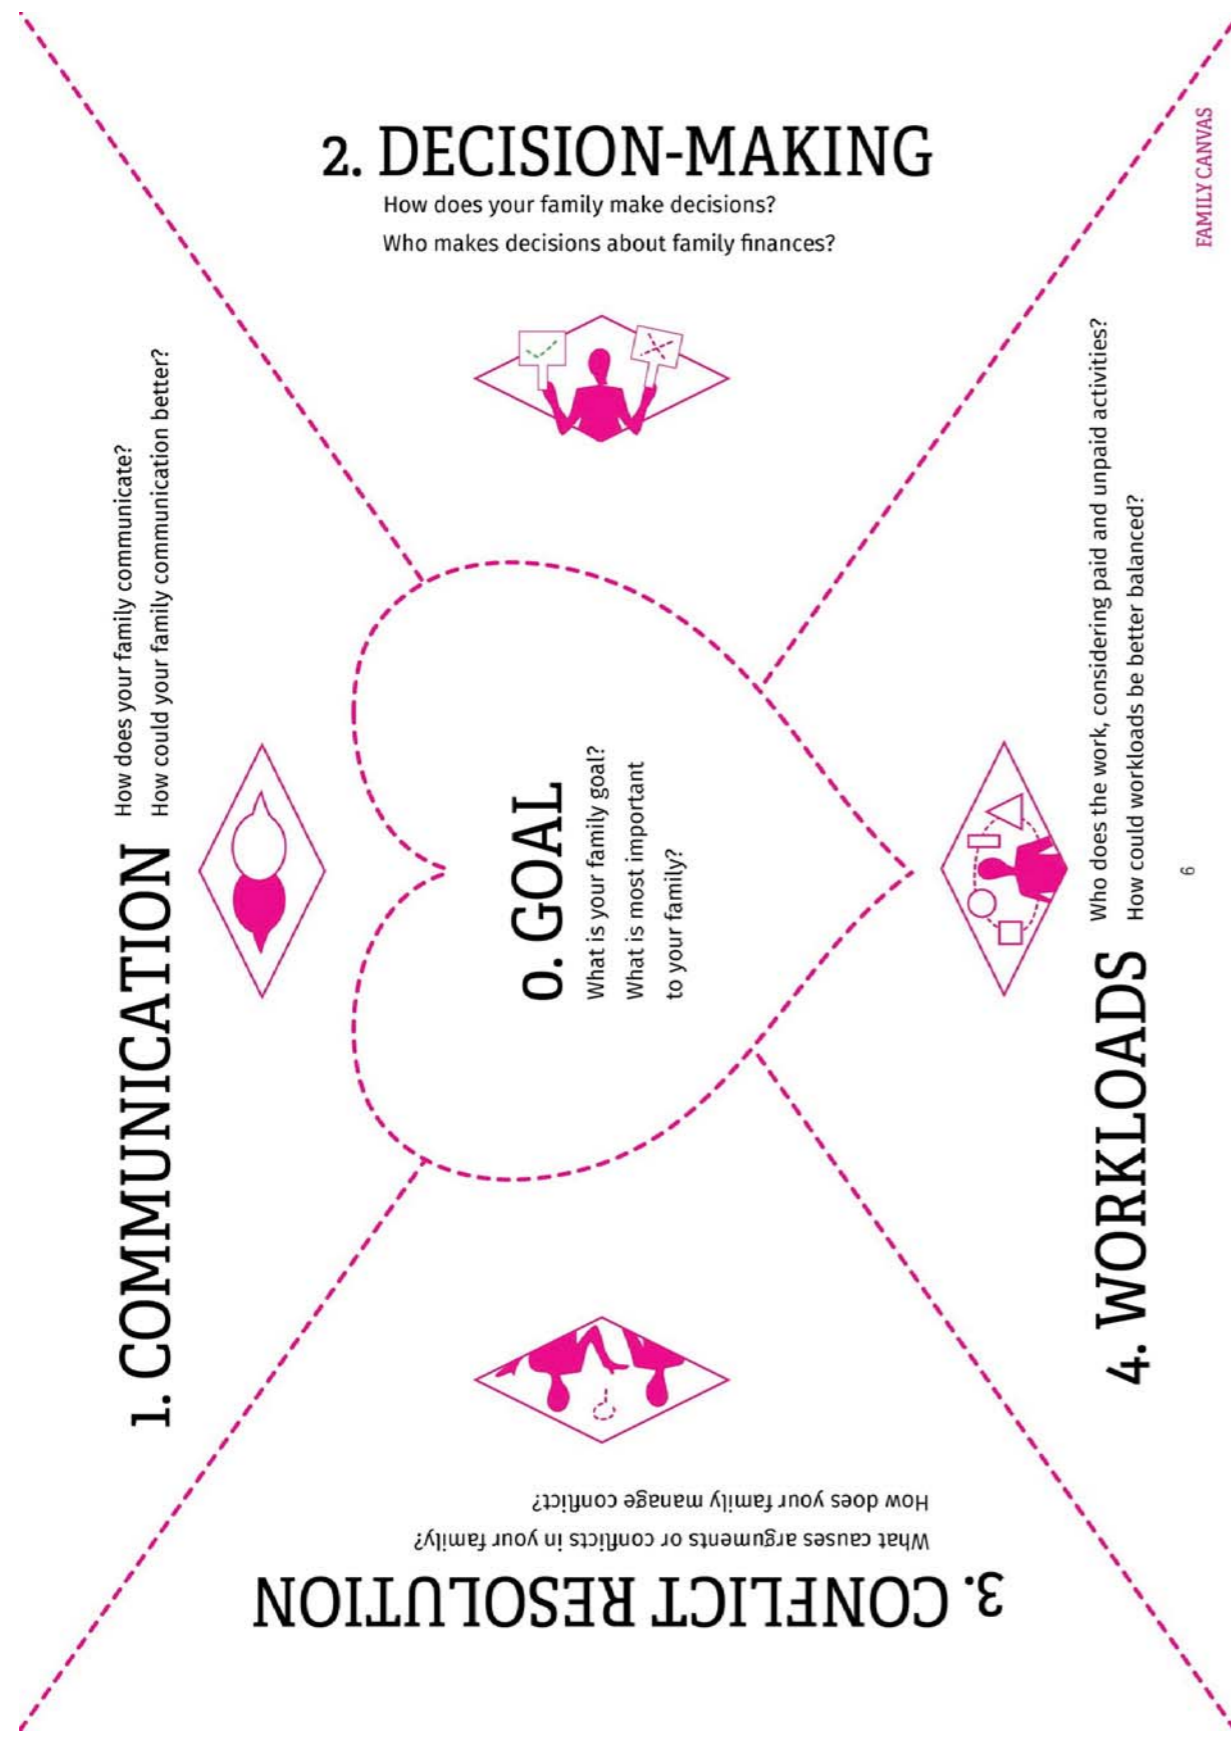 FAMILY CANVAS
0. GOAL
What is your family goal?
What is most important
to your family?
1. COMMUNICATION
How does your family communicate?
How could your family communication better?
2. DECISION-MAKING
How does your family make decisions?
Who makes decisions about family finances?
3. CONFLICT RESOLUTION
What causes arguments or conflicts in your family?
How does your family manage conflict?
4. WORKLOADS
Who does the work, considering paid and unpaid activities?
How could workloads be better balanced?
6